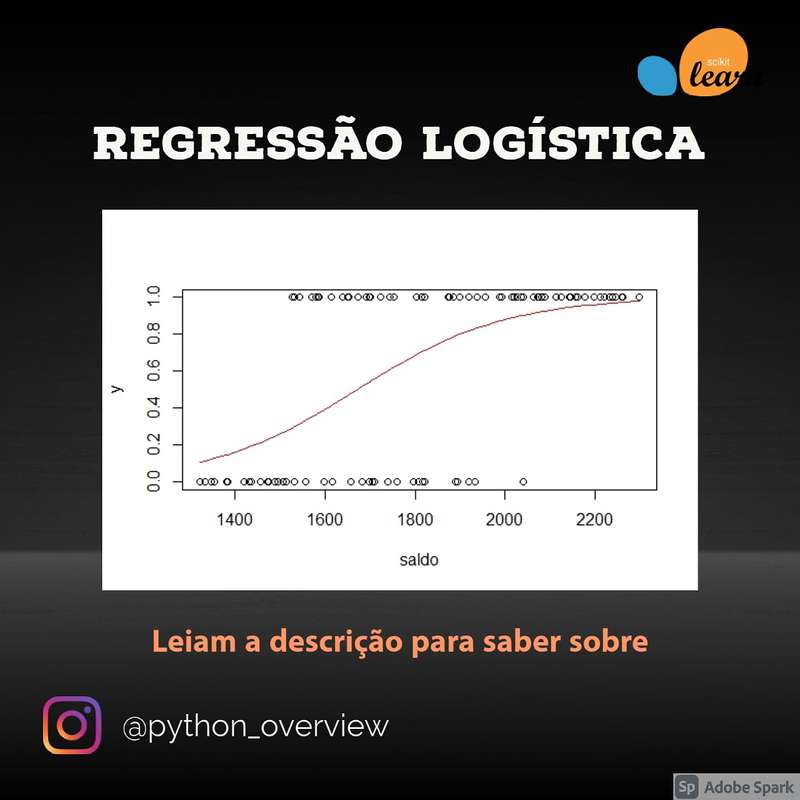 scikit
learn
REGRESSÃO LOGÍSTICA
1.0
0.8
0.6
0.4
0.2
0.0
y
1400 1600 1800 2000 2200
saldo
Leiam a descrição para saber sobre
@python_overview
Sp Adobe Spark